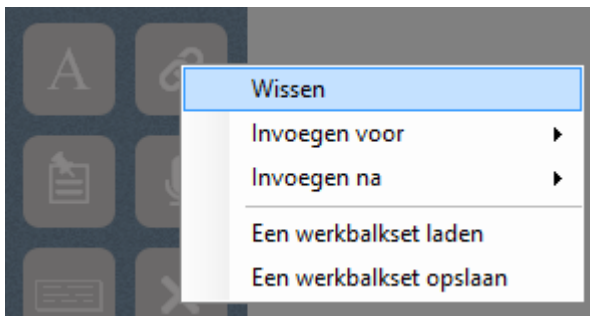 A
Wissen
Invoegen voor
Invoegen na
Een werkbalkset laden
Een werkbalkset opslaan